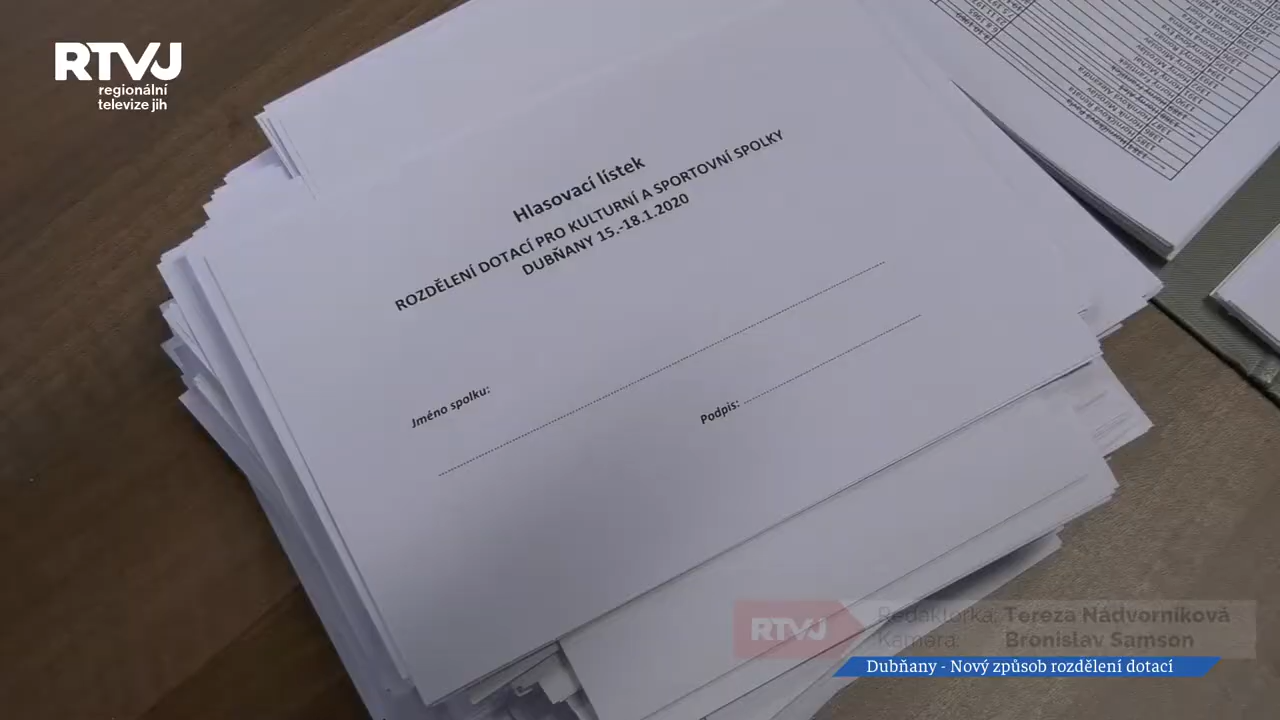 RTVJ
regionální
televize jih
Hlasovací lístek
ROZDĚLENÍ DOTACÍ PRO KULTURNÍ A SPORTOVNÍ SPOLKY
DUBŇANY 15.-18.1.2020
Jméno spolku:
Podpis:
RTVJ
Redaktorka: Tereza Nádvorníková
Kamera: Bronislav Samson
Dubňany - Nový způsob rozdělení dotací